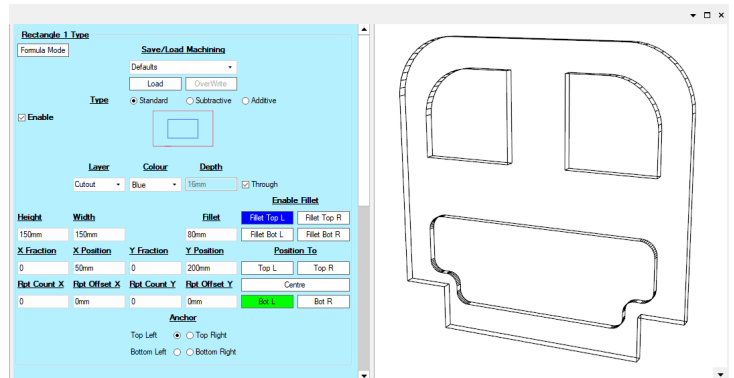 Rectangle 1 Type
Formula Mode
Save/Load Machining
Defaults
Load OverWrite
Type Standard Subtractive Additive
Enable
Layer Colour Depth
Cutout Blue 16mm Through
Enable Fillet
Height Width Fillet Fillet Top L Fillet Top R
150mm 150mm 80mm Fillet Bot L Fillet Bot R
X Fraction X Position Y Fraction Y Position Position To
0 50mm 0 200mm Top L Top R
Rpt Count X Rpt Offset X Rpt Count Y Rpt Offset Y Centre
0 0mm 0 0mm Bot L Bot R
Anchor
Top Left Top Right
Bottom Left Bottom Right